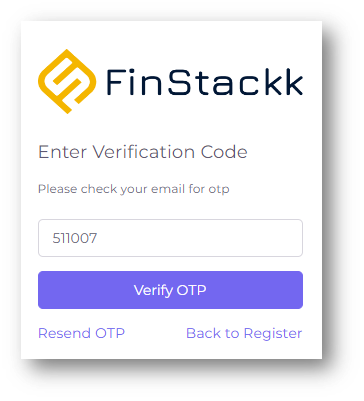 FinStackk
Enter Verification Code
Please check your email for otp
511007
Verify OTP
Resend OTP Back to Register